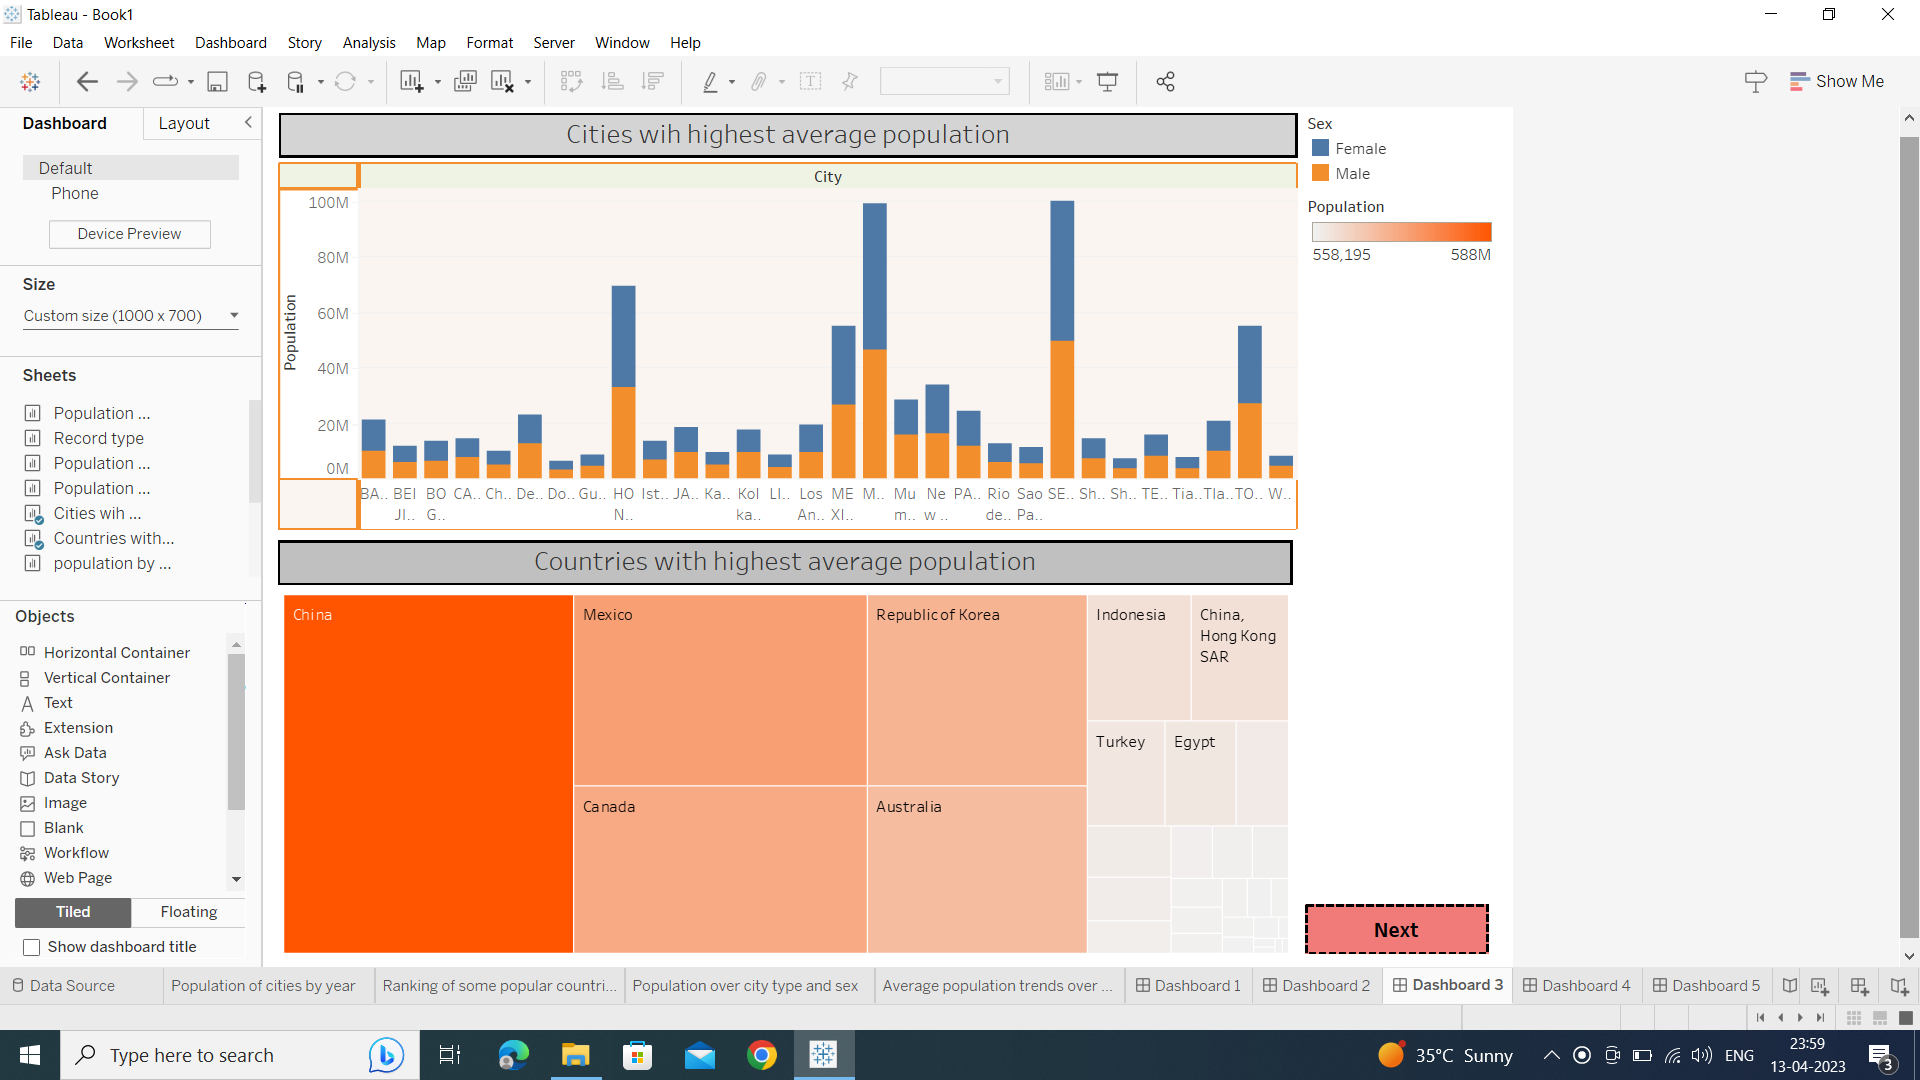 Tableau - Book1
File Data Worksheet Dashboard Story Analysis Map Format Server Window Help
Show Me
Dashboard Layout
Default
Phone
Device Preview
Size
Custom size (1000 x 700)
Sheets
Population ...
Record type
Population ...
Population ...
Cities wih ...
Countries with...
population by ...
Objects
Horizontal Container
Vertical Container
Text
Extension
Ask Data
Data Story
Image
Blank
Workflow
Web Page
Tiled Floating
Show dashboard title
Cities wih highest average population
City
Population
100M
80M
60M
40M
20M
0M
BA.. BEI BO CA.. Ch.. De.. Do.. Gu.. HO Ist.. JA.. Ka.. Kol LI.. Los ME M.. Mu Ne PA.. Rio Sao SE.. Sh.. Sh.. TE.. Tia.. Tla.. TO.. W..
JI.. G.. N.. ka.. An.. XI.. m.. w .. de.. Pa..
Sex
Female
Male
Population
558,195 588M
Countries with highest average population
China
Mexico
Republic of Korea
Indonesia
China,
Hong Kong
SAR
Turkey
Egypt
Canada
Australia
Next
Data Source Population of cities by year Ranking of some popular countri... Population over city type and sex Average population trends over ... Dashboard 1 Dashboard 2 Dashboard 3 Dashboard 4 Dashboard 5
Type here to search
35°C Sunny
ENG
23:59
13-04-2023
3